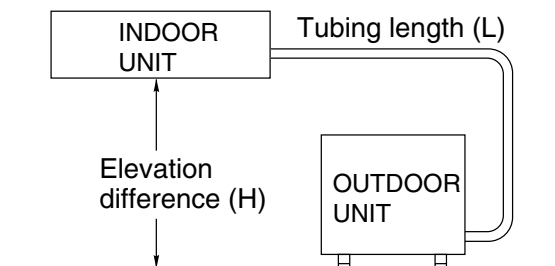 INDOOR
UNIT
Tubing length (L)
Elevation
difference (H)
OUTDOOR
UNIT